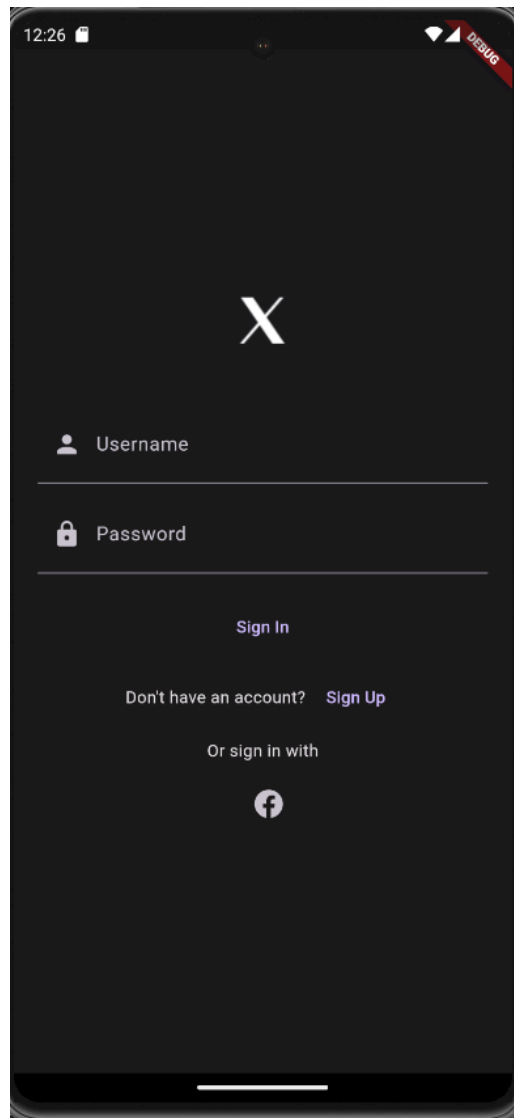 12:26
DEBUG
X
Username
Password
Sign In
Don't have an account? Sign Up
Or sign in with